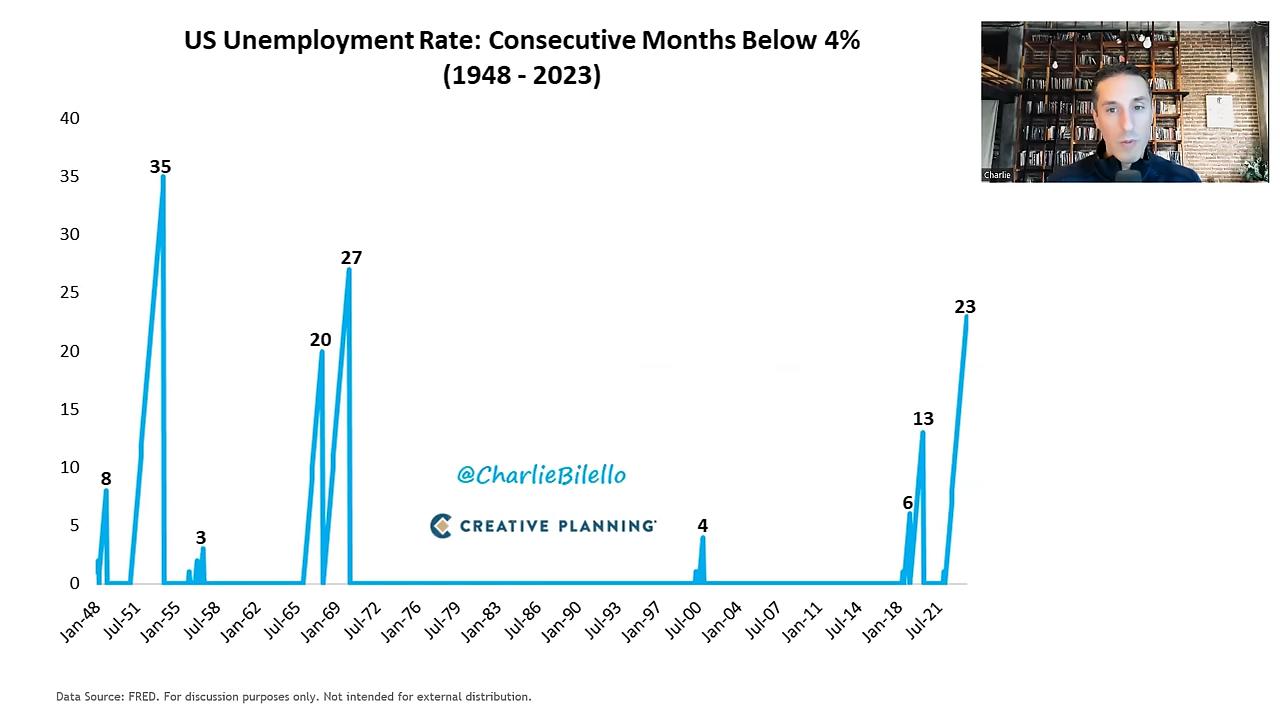 US Unemployment Rate: Consecutive Months Below 4%
(1948 - 2023)
Charlie
40
35
30
25
20
15
10
5
0
8
35
3
20
27
4
6
13
23
@CharlieBilello
CREATIVE PLANNING
Jan-48
Jul-51
Jan-55
Jul-58
Jan-62
Jul-65
Jan-69
Jul-72
Jan-76
Jul-79
Jan-83
Jul-86
Jan-90
Jul-93
Jan-97
Jul-00
Jan-04
Jul-07
Jan-11
Jul-14
Jan-18
Jul-21
Data Source: FRED. For discussion purposes only. Not intended for external distribution.